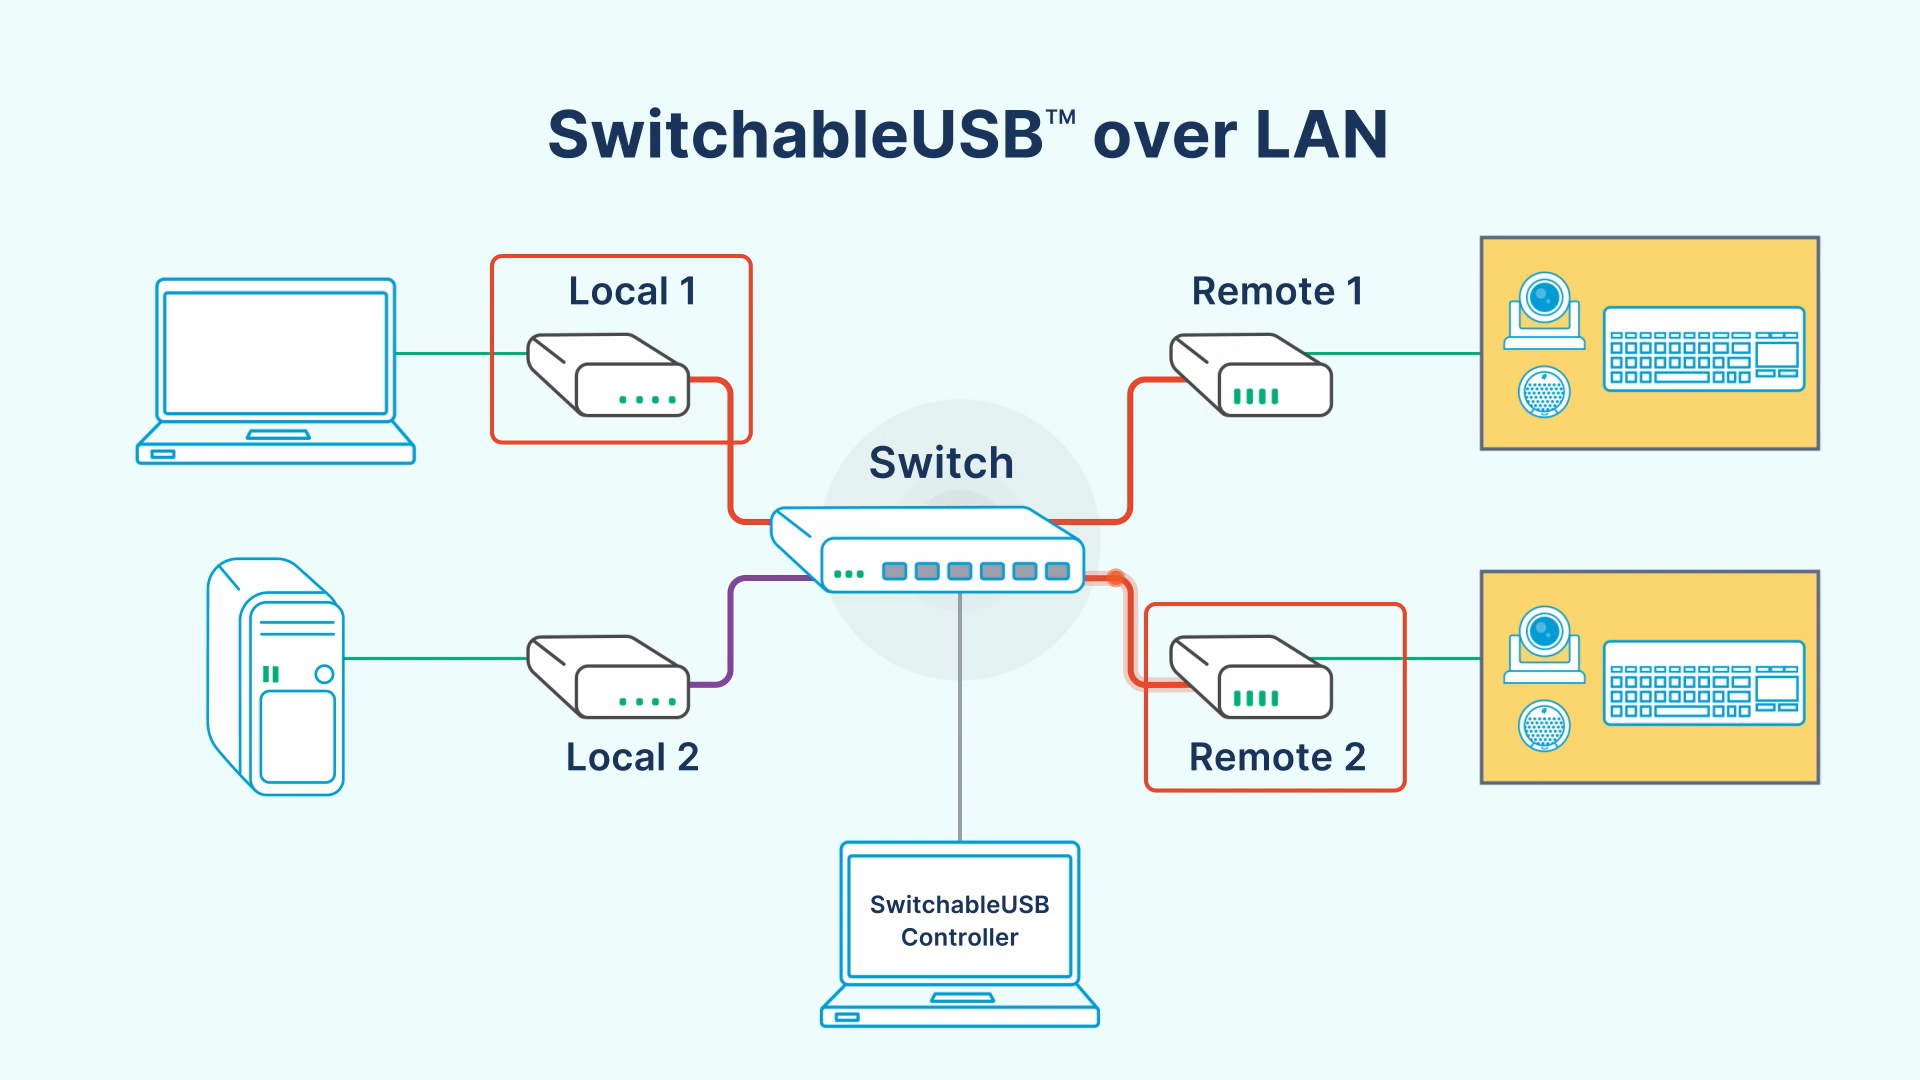 SwitchableUSB™ over LAN
Local 1
Remote 1
Switch
Local 2
Remote 2
SwitchableUSB
Controller